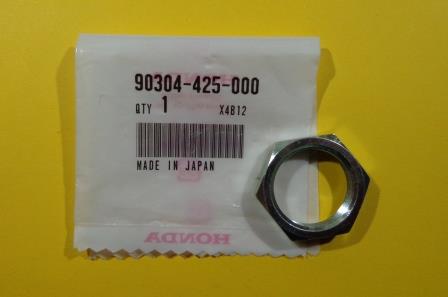 90304-425-000
QTY 1 X4B12
MADE IN JAPAN
HONDA